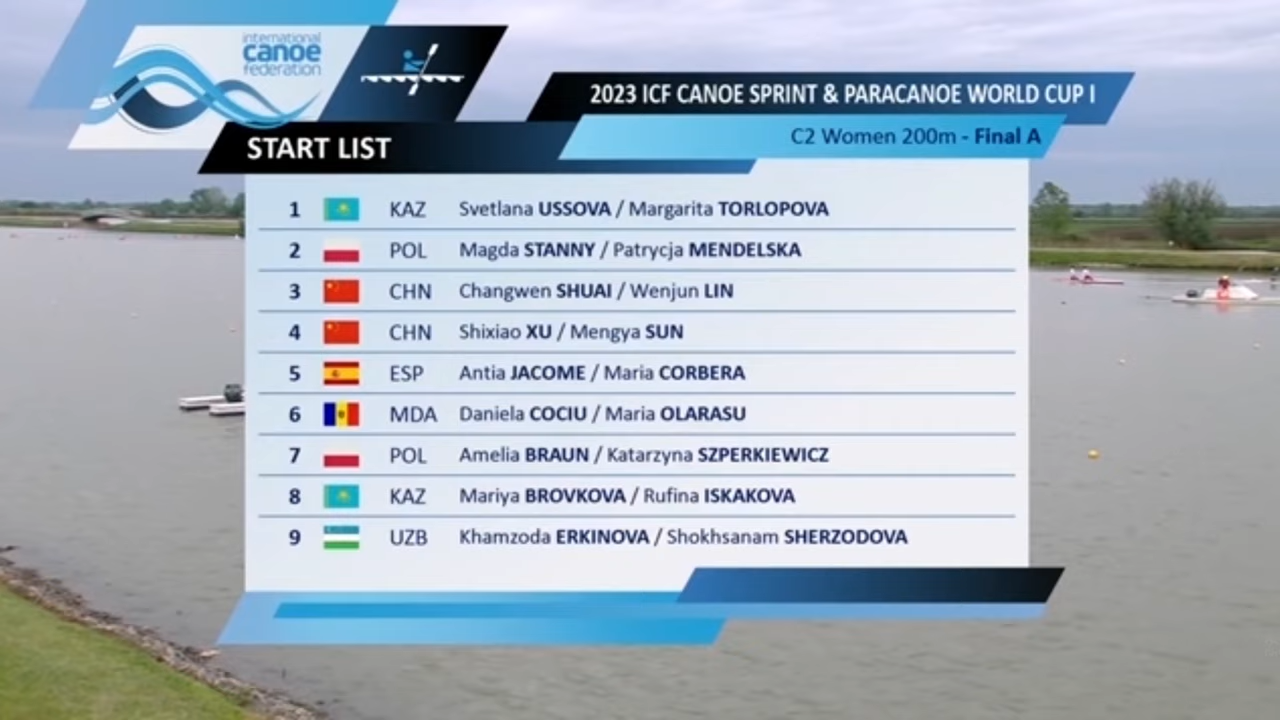 international
canoe
federation
2023 ICF CANOE SPRINT & PARACANOE WORLD CUP I
C2 Women 200m - Final A
START LIST
1 KAZ Svetlana USSOVA / Margarita TORLOPOVA
2 POL Magda STANNY / Patrycja MENDELSKA
3 CHN Changwen SHUAI / Wenjun LIN
4 CHN Shixiao XU / Mengya SUN
5 ESP Antia JACOME / Maria CORBERA
6 MDA Daniela COCIU / Maria OLARASU
7 POL Amelia BRAUN / Katarzyna SZPERKIEWICZ
8 KAZ Mariya BROVKOVA / Rufina ISKAKOVA
9 UZB Khamzoda ERKINOVA / Shokhsanam SHERZODOVA